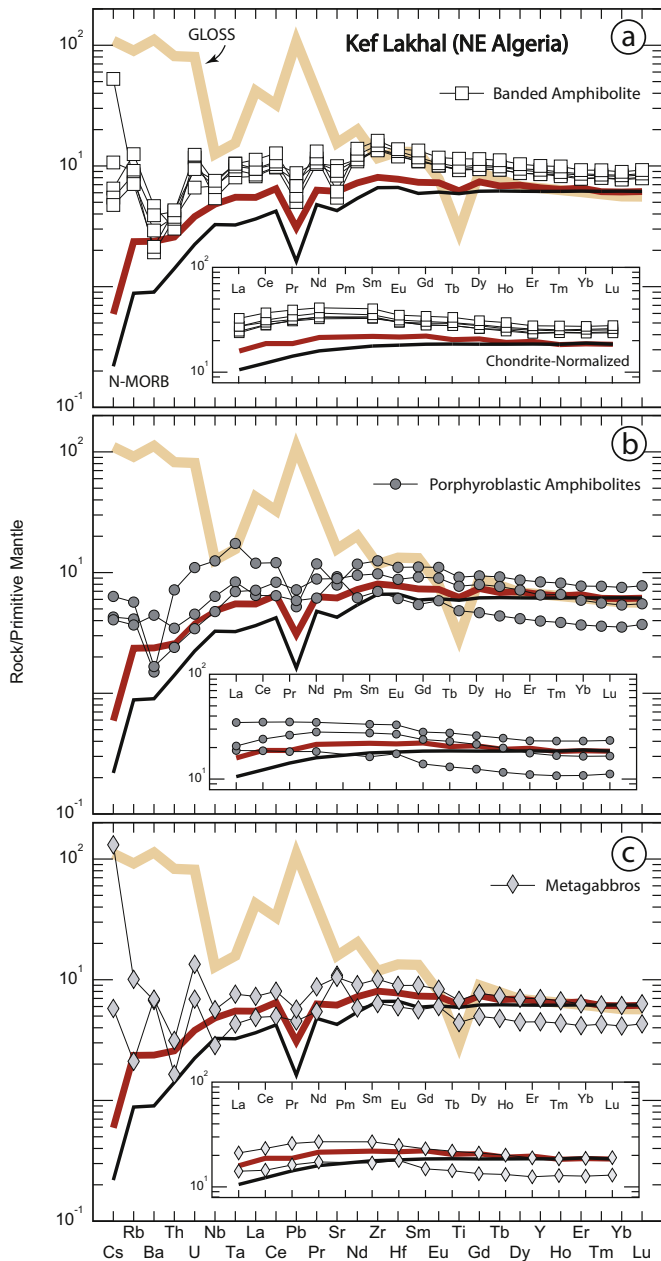 Kef Lakhal (NE Algeria)
a
GLOSS
Banded Amphibolite
10²
10¹
10⁰
10⁻¹
N-MORB
10²
10¹
La Ce Pr Nd Pm Sm Eu Gd Tb Dy Ho Er Tm Yb Lu
Chondrite-Normalized
b
Porphyroblastic Amphibolites
10²
10¹
10⁰
10⁻¹
10²
10¹
La Ce Pr Nd Pm Sm Eu Gd Tb Dy Ho Er Tm Yb Lu
Rock/Primitive Mantle
c
Metagabbros
10²
10¹
10⁰
10⁻¹
10²
10¹
La Ce Pr Nd Pm Sm Eu Gd Tb Dy Ho Er Tm Yb Lu
Rb Th Nb La Pb Sr Zr Sm Ti Tb Y Er Yb
Cs Ba U Ta Ce Pr Nd Hf Eu Gd Dy Ho Tm Lu